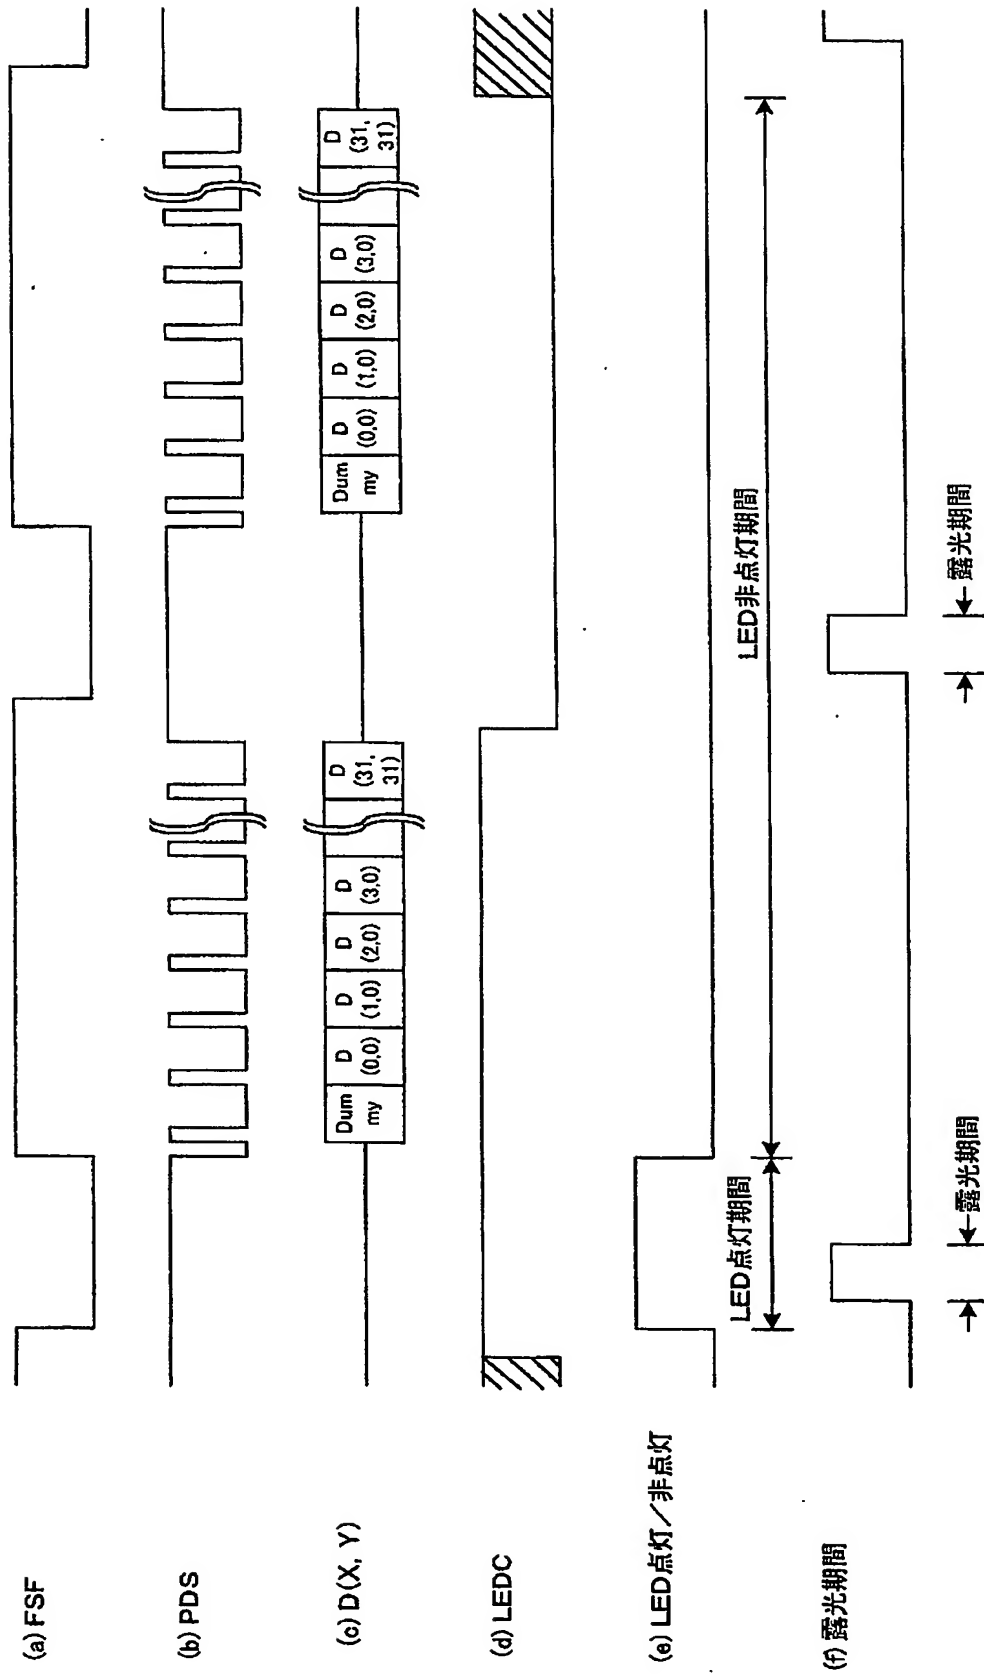 (a) FSF
(b) PDS
(c) D(X, Y)
Dum
my
D
(0,0)
D
(1,0)
D
(2,0)
D
(3,0)
D
(31,
31)
Dum
my
D
(0,0)
D
(1,0)
D
(2,0)
D
(3,0)
D
(31,
31)
(d) LEDC
(e) LED点灯／非点灯
LED点灯期間
LED非点灯期間
(f) 露光期間
露光期間
露光期間